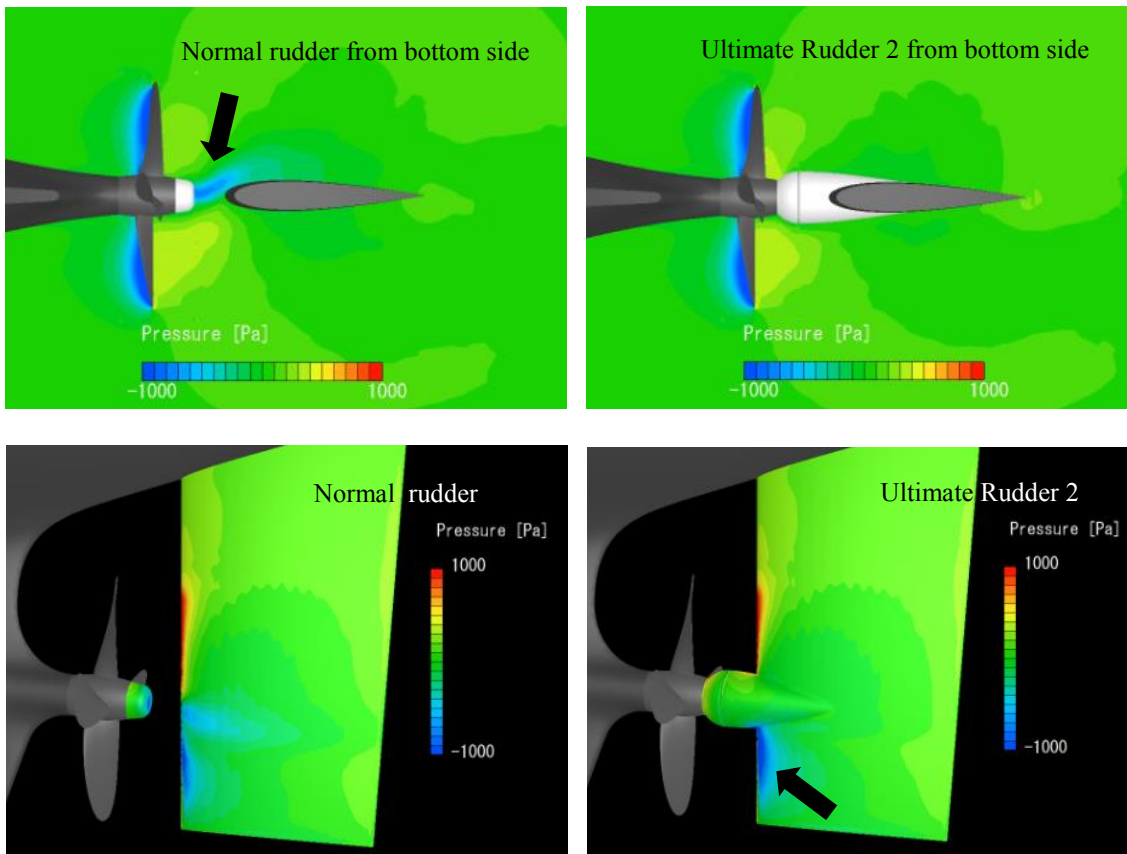 Normal rudder from bottom side
Pressure [Pa]
-1000 1000
Ultimate Rudder 2 from bottom side
Pressure [Pa]
-1000 1000
Normal rudder
Pressure [Pa]
1000
-1000
Ultimate Rudder 2
Pressure [Pa]
1000
-1000